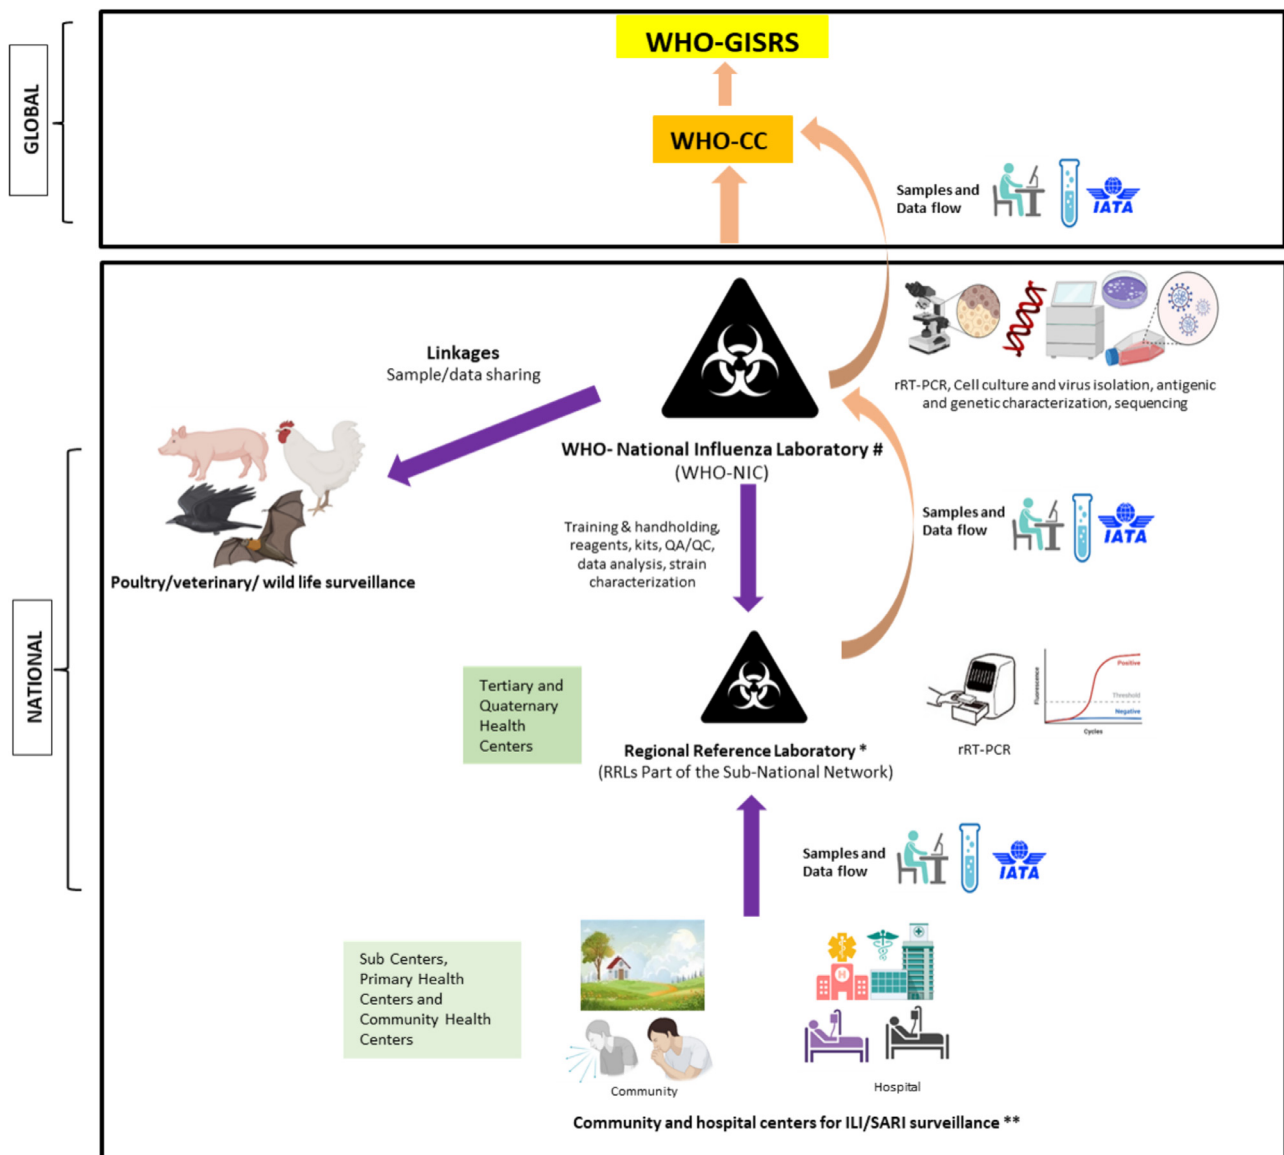 GLOBAL
WHO-GISRS
WHO-CC
Samples and
Data flow
IATA
Linkages
Sample/data sharing
rRT-PCR, Cell culture and virus isolation, antigenic
and genetic characterization, sequencing
WHO- National Influenza Laboratory #
(WHO-NIC)
Samples and
Data flow
IATA
Training & handholding,
reagents, kits, QA/QC,
data analysis, strain
characterization
Poultry/veterinary/ wild life surveillance
NATIONAL
Tertiary and
Quaternary
Health
Centers
Regional Reference Laboratory *
(RRLs Part of the Sub-National Network)
rRT-PCR
Fluorescence
Positive
Threshold
Negative
Cycles
Samples and
Data flow
IATA
Sub Centers,
Primary Health
Centers and
Community Health
Centers
H
Community
Hospital
Community and hospital centers for ILI/SARI surveillance **